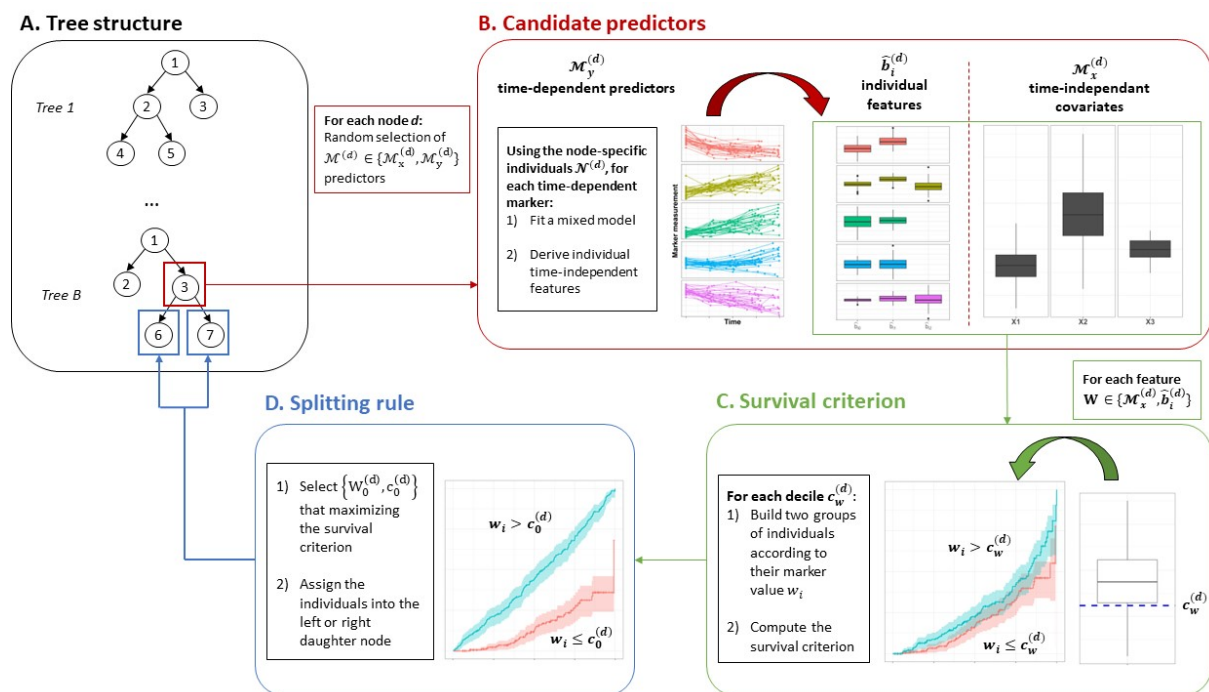 A. Tree structure
Tree 1
1
2
3
4
5
...
Tree B
1
2
3
6
7
For each node d:
Random selection of
ℳ^(d) ∈ {ℳ_x^(d), ℳ_y^(d)}
predictors
B. Candidate predictors
ℳ_y^(d)
time-dependent predictors
Using the node-specific
individuals 𝒩^(d), for
each time-dependent
marker:
1) Fit a mixed model
2) Derive individual
time-independent
features
Marker measurement
Time
b̂_i^(d)
individual
features
ℳ_x^(d)
time-independant
covariates
X1
X2
X3
For each feature
W ∈ {ℳ_x^(d), b̂_i^(d)}
C. Survival criterion
For each decile c_w^(d):
1) Build two groups
of individuals
according to
their marker
value w_i
2) Compute the
survival criterion
w_i > c_w^(d)
w_i ≤ c_w^(d)
c_w^(d)
D. Splitting rule
1) Select {W_0^(d), c_0^(d)}
that maximizing
the survival
criterion
2) Assign the
individuals into the
left or right
daughter node
w_i > c_0^(d)
w_i ≤ c_0^(d)